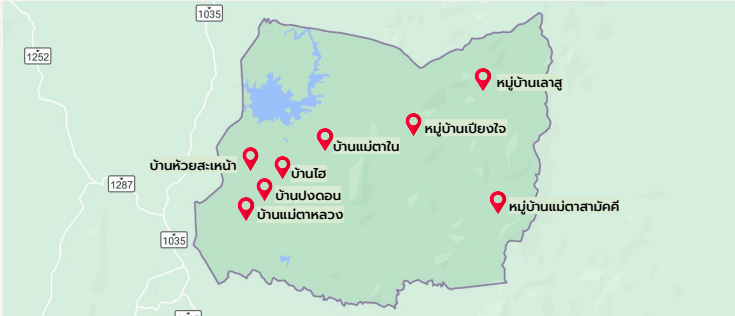 1035
1252
หมู่บ้านเลาสู
หมู่บ้านเปียงใจ
บ้านแม่ตาใน
บ้านห้วยสะเหน้า
บ้านไฮ
1287
บ้านปงดอน
หมู่บ้านแม่ตาสามัคคี
บ้านแม่ตาหลวง
1035